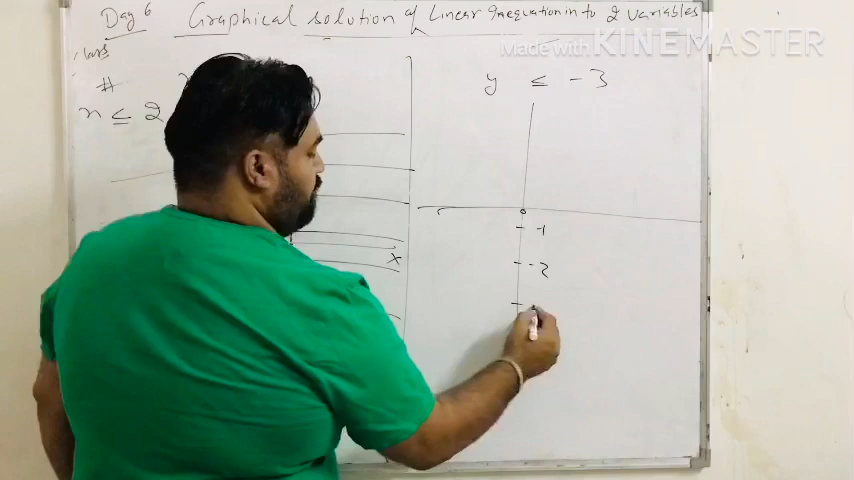 Day 6 Graphical solution of Linear Inequation in to 2 variables
Made with KINEMASTER
#
y ≤ -3
x ≤ 2
-1
x
-2